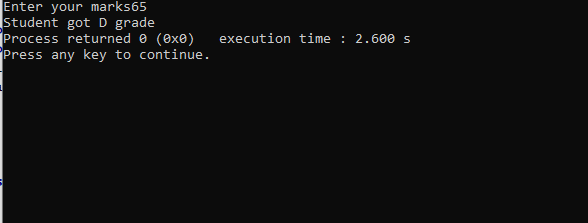 Enter your marks65
Student got D grade
Process returned 0 (0x0)   execution time : 2.600 s
Press any key to continue.